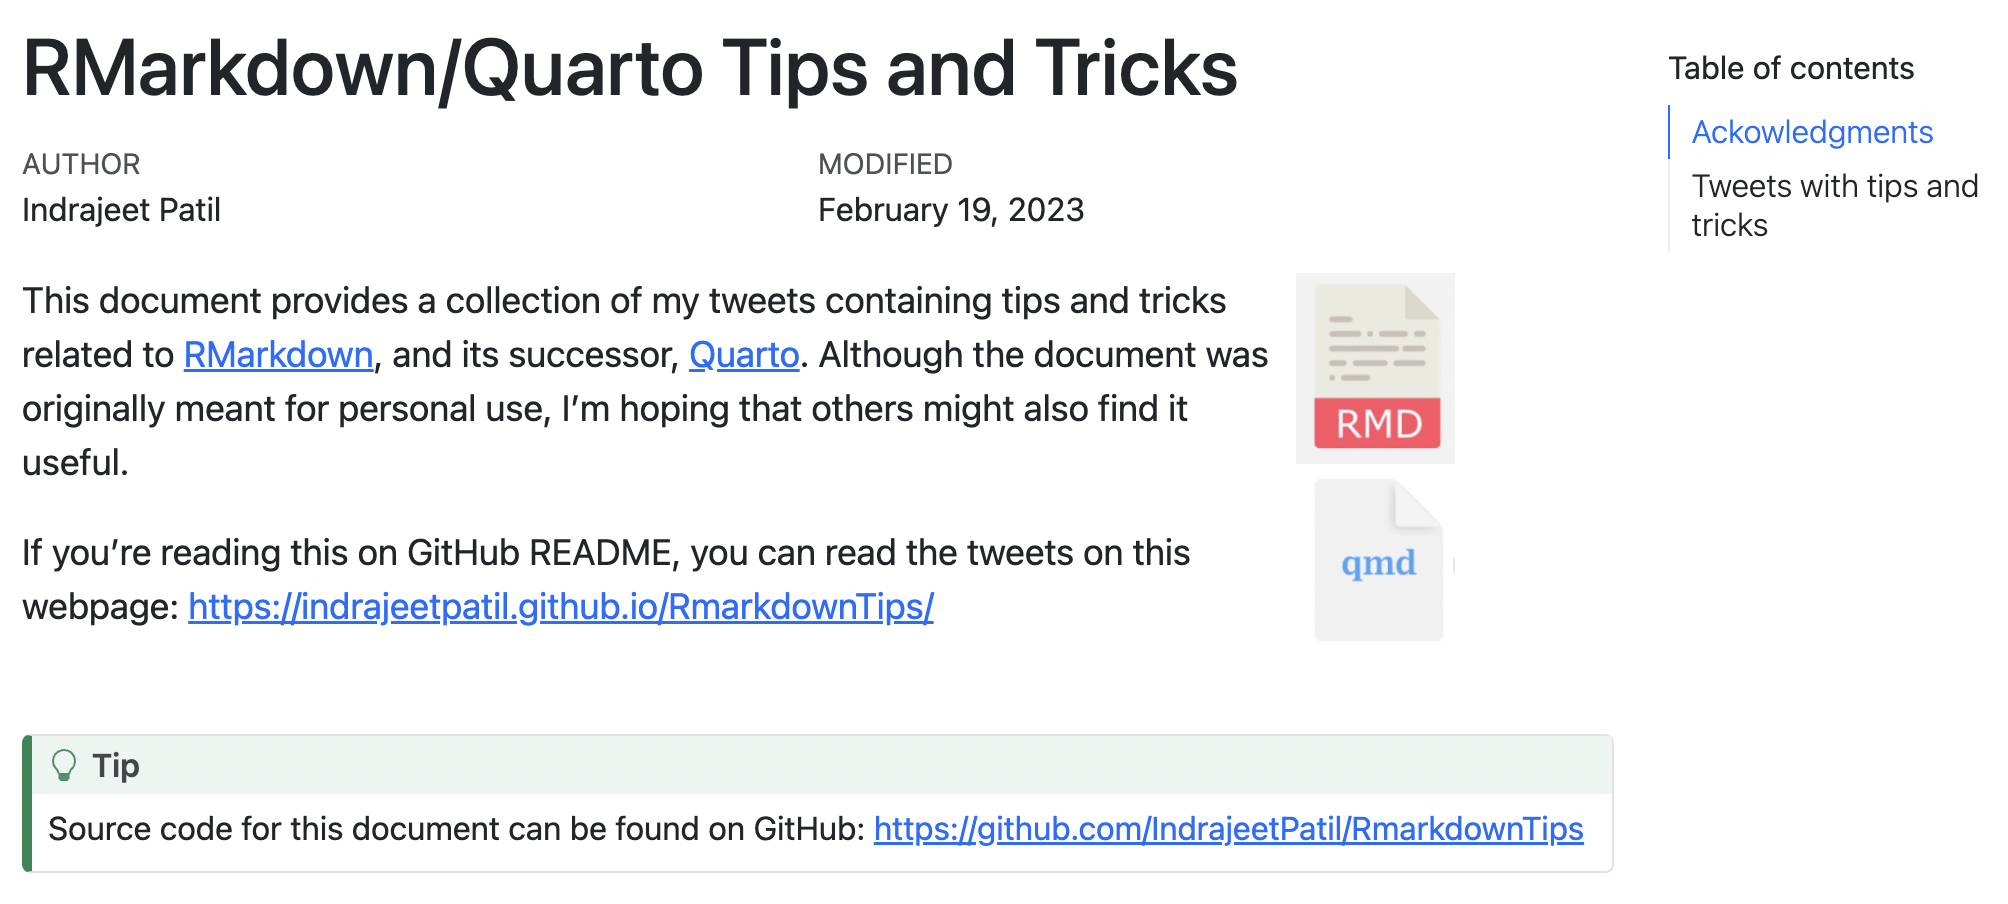 RMarkdown/Quarto Tips and Tricks
AUTHOR
Indrajeet Patil
MODIFIED
February 19, 2023
This document provides a collection of my tweets containing tips and tricks
related to RMarkdown, and its successor, Quarto. Although the document was
originally meant for personal use, I’m hoping that others might also find it
useful.
If you’re reading this on GitHub README, you can read the tweets on this
webpage: https://indrajeetpatil.github.io/RmarkdownTips/
RMD
qmd
Tip
Source code for this document can be found on GitHub: https://github.com/IndrajeetPatil/RmarkdownTips
Table of contents
Ackowledgments
Tweets with tips and
tricks